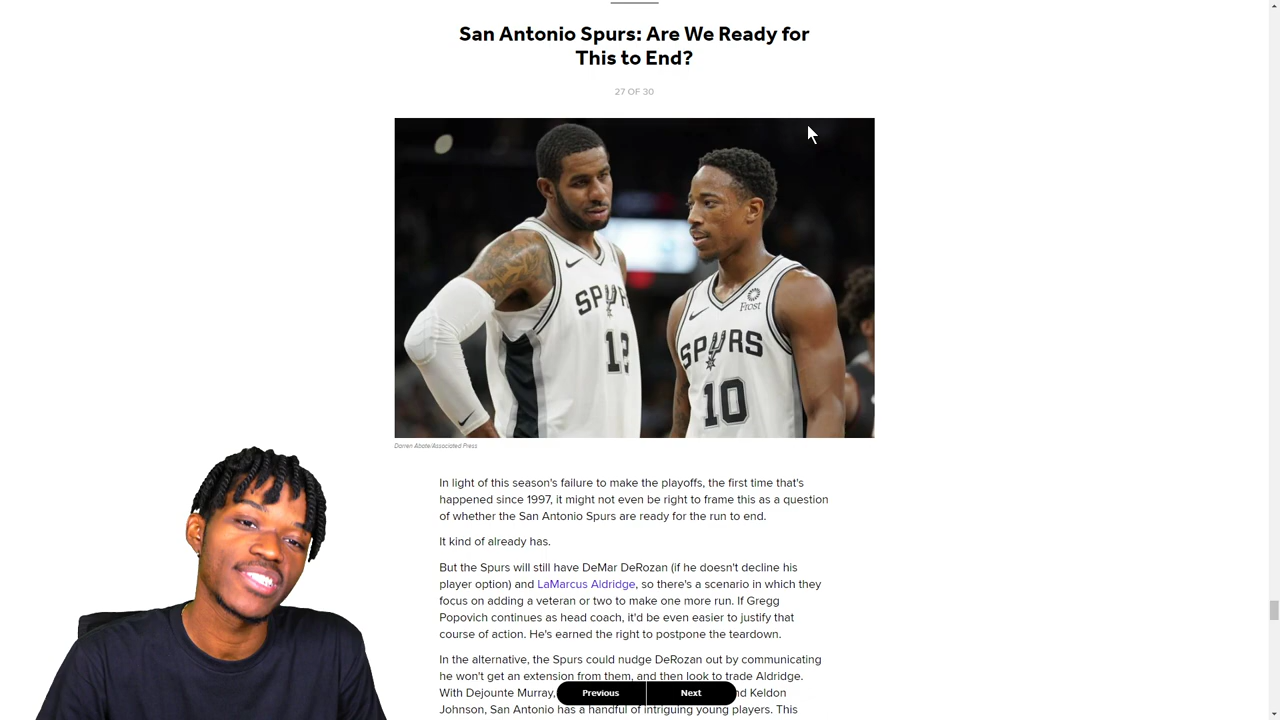 San Antonio Spurs: Are We Ready for
This to End?
27 OF 30
SPURS
13
Frost
SPURS
10
Darren Abate/Associated Press
In light of this season's failure to make the playoffs, the first time that's
happened since 1997, it might not even be right to frame this as a question
of whether the San Antonio Spurs are ready for the run to end.
It kind of already has.
But the Spurs will still have DeMar DeRozan (if he doesn't decline his
player option) and LaMarcus Aldridge, so there's a scenario in which they
focus on adding a veteran or two to make one more run. If Gregg
Popovich continues as head coach, it'd be even easier to justify that
course of action. He's earned the right to postpone the teardown.
In the alternative, the Spurs could nudge DeRozan out by communicating
he won't get an extension from them, and then look to trade Aldridge.
With Dejounte Murray, nd Keldon
Previous Next
Johnson, San Antonio has a handful of intriguing young players. This